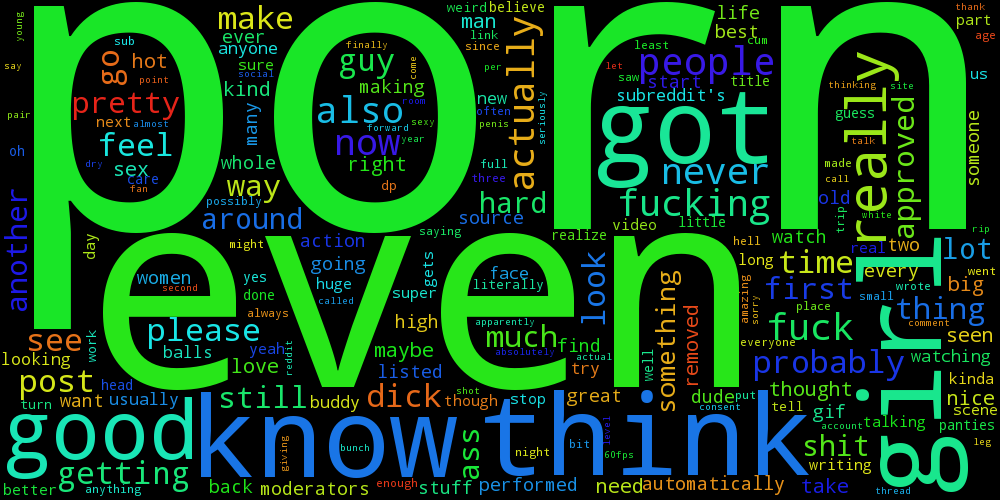 porn
even
girl
good
know
think
got
really
people
actually
fucking
never
fuck
make
man
weird
believe
life
best
thank
part
age
young
sub
ever
anyone
sure
social
kind
finally
guy
making
also
now
right
dp
forward
sexy
year
room
come
go
hot
point
pretty
next
almost
feel
sex
care
dry
fan
say
pair
oh
many
whole
way
possibly
around
link
since
per
new
often
penis
full
three
hard
source
saying
seriously
least
cum
let
saw
start
title
subreddit's
video
little
realize
thinking
site
guess
talk
made
call
old
trip
white
approved
us
someone
rip
another
day
might
action
going
huge
called
women
second
yes
done
always
super
gets
face
literally
look
apparently
much
absolutely
find
actual
try
well
something
removed
hell
long
amazing
sorry
place
everyone
watch
real
two
time
every
wrote
small
first
thing
comment
lot
went
big
seen
see
looking
work
please
balls
yeah
reddit
love
high
maybe
listed
probably
watching
kinda
nice
scene
panties
leg
post
want
head
usually
turn
still
buddy
dick
though
shot
stop
great
dude
put
consent
thought
tell
gif
account
talking
shit
writing
getting
better
anything
back
giving
moderators
bunch
enough
stuff
ass
performed
night
bit
level
60fps
need
automatically
take
thread